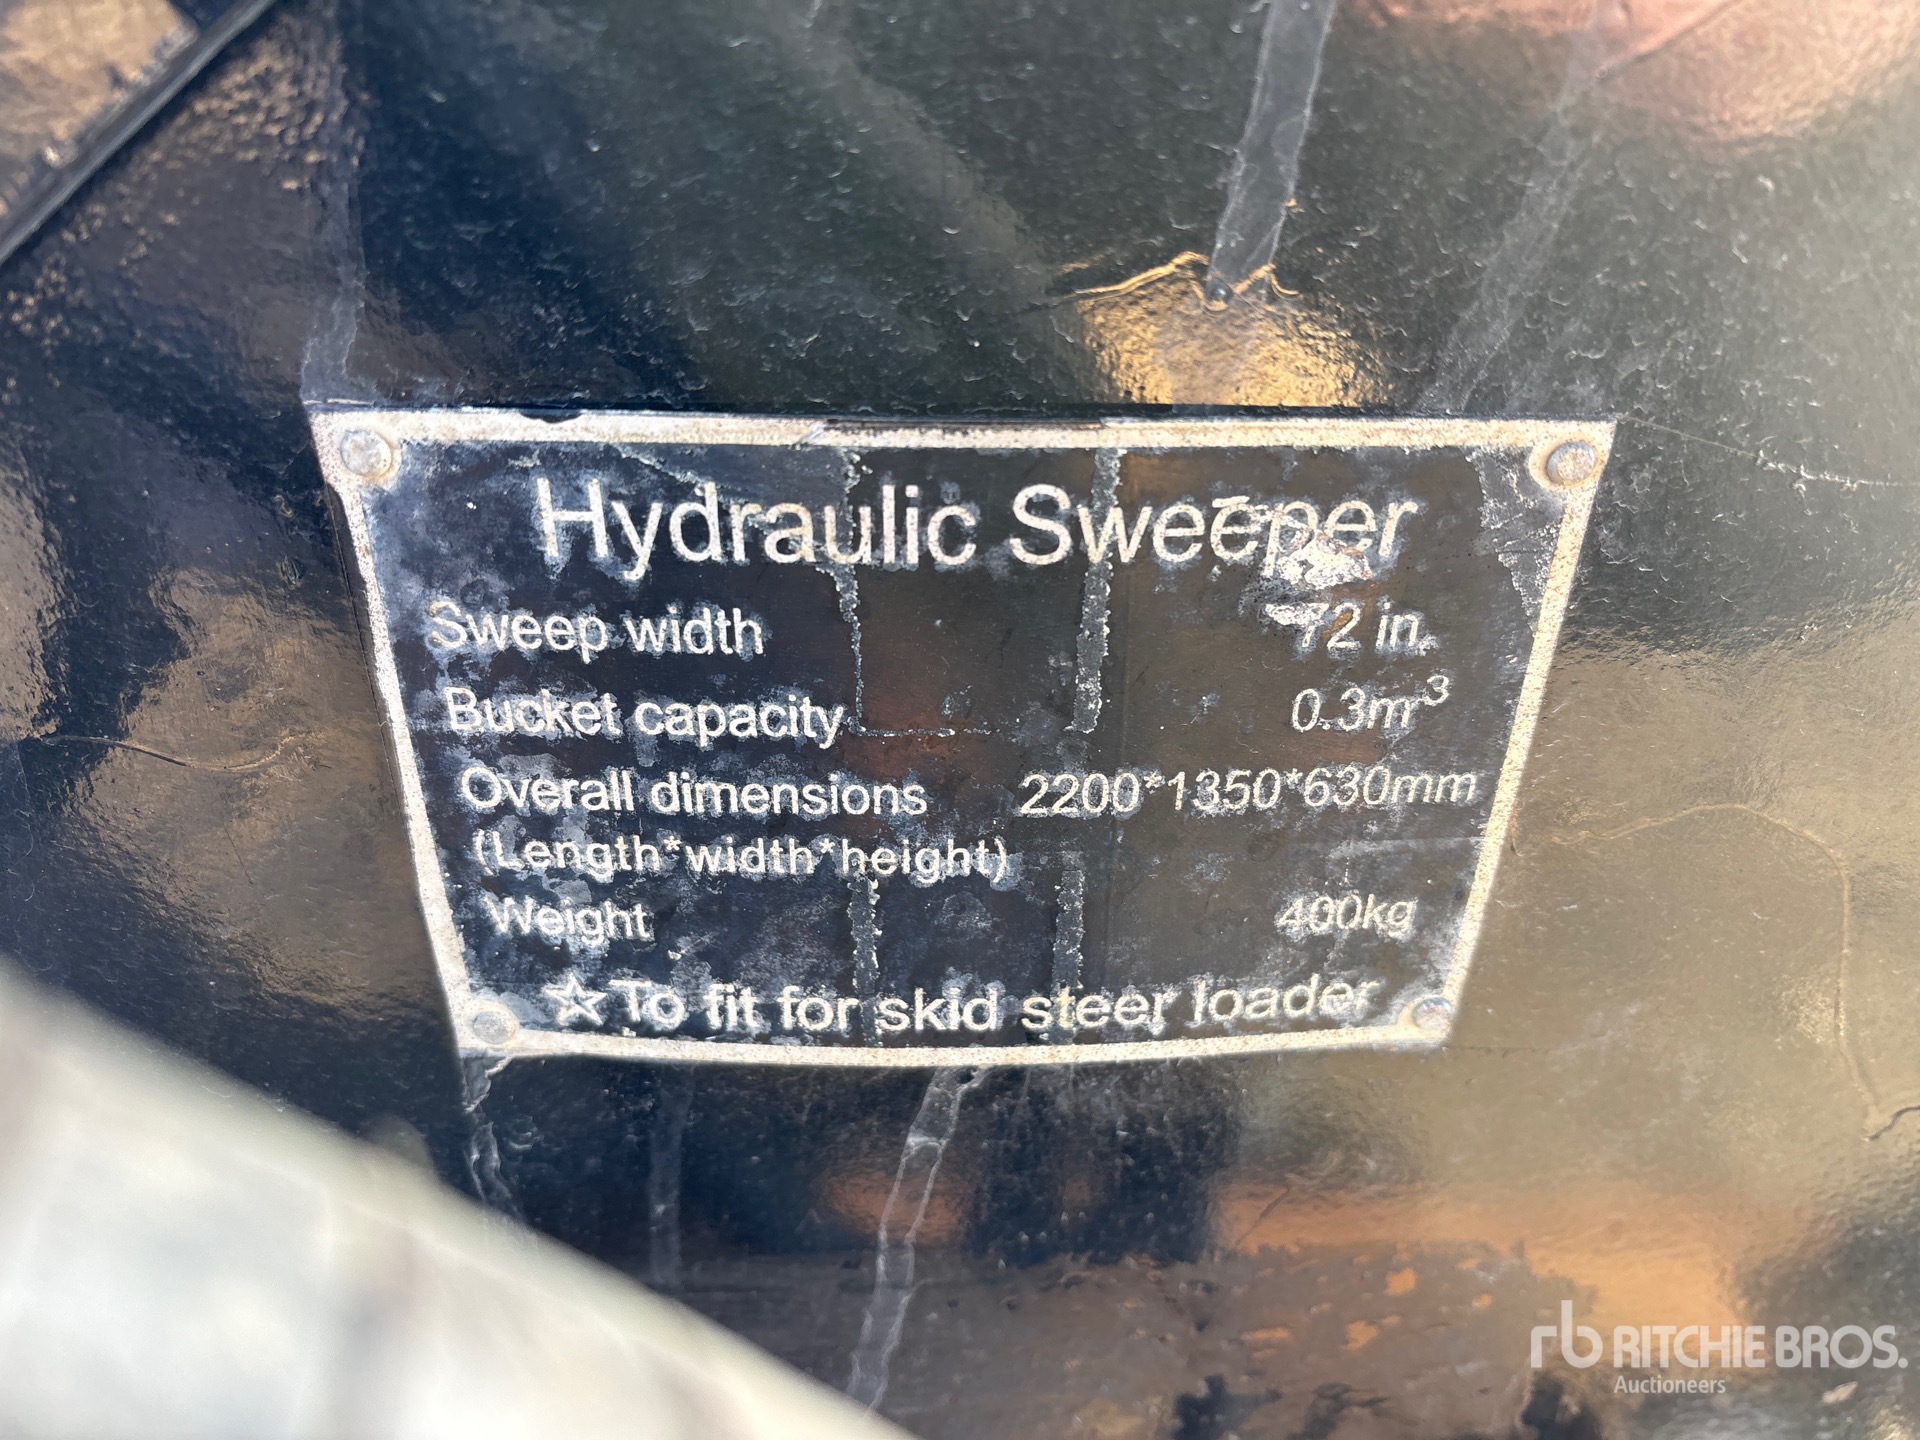 Hydraulic Sweeper
Sweep width 72 in.
Bucket capacity 0.3m³
Overall dimensions 2200*1350*630mm
(Length*width*height)
Weight 400kg
☆To fit for skid steer loader
rb RITCHIE BROS.
Auctioneers